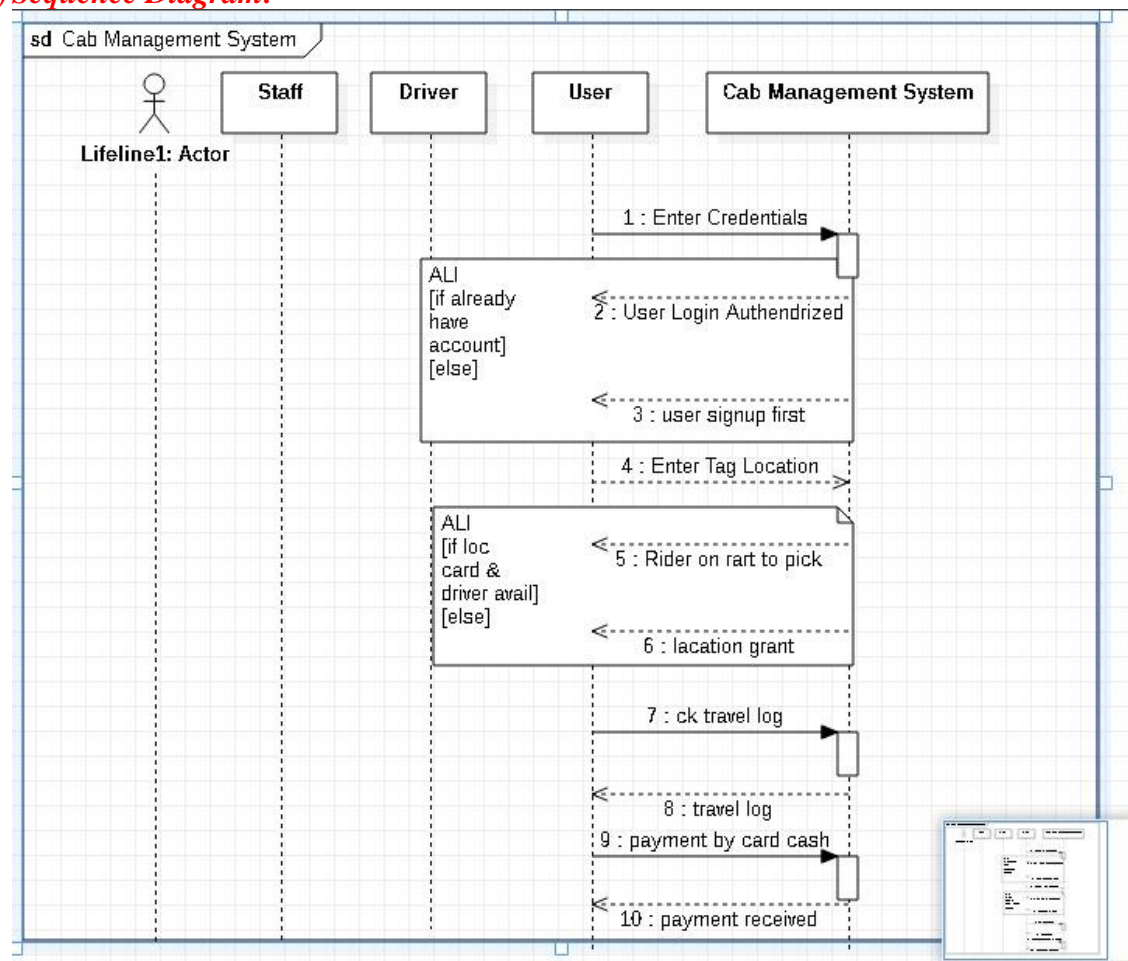 ) Sequence Diagram:
sd Cab Management System
Staff
Driver
User
Cab Management System
Lifeline1: Actor
1 : Enter Credentials
ALI
[if already
have
account]
[else]
2 : User Login Authendrized
3 : user signup first
4 : Enter Tag Location
ALI
[if loc
card &
driver avail]
[else]
5 : Rider on rart to pick
6 : lacation grant
7 : ck travel log
8 : travel log
9 : payment by card cash
10 : payment received